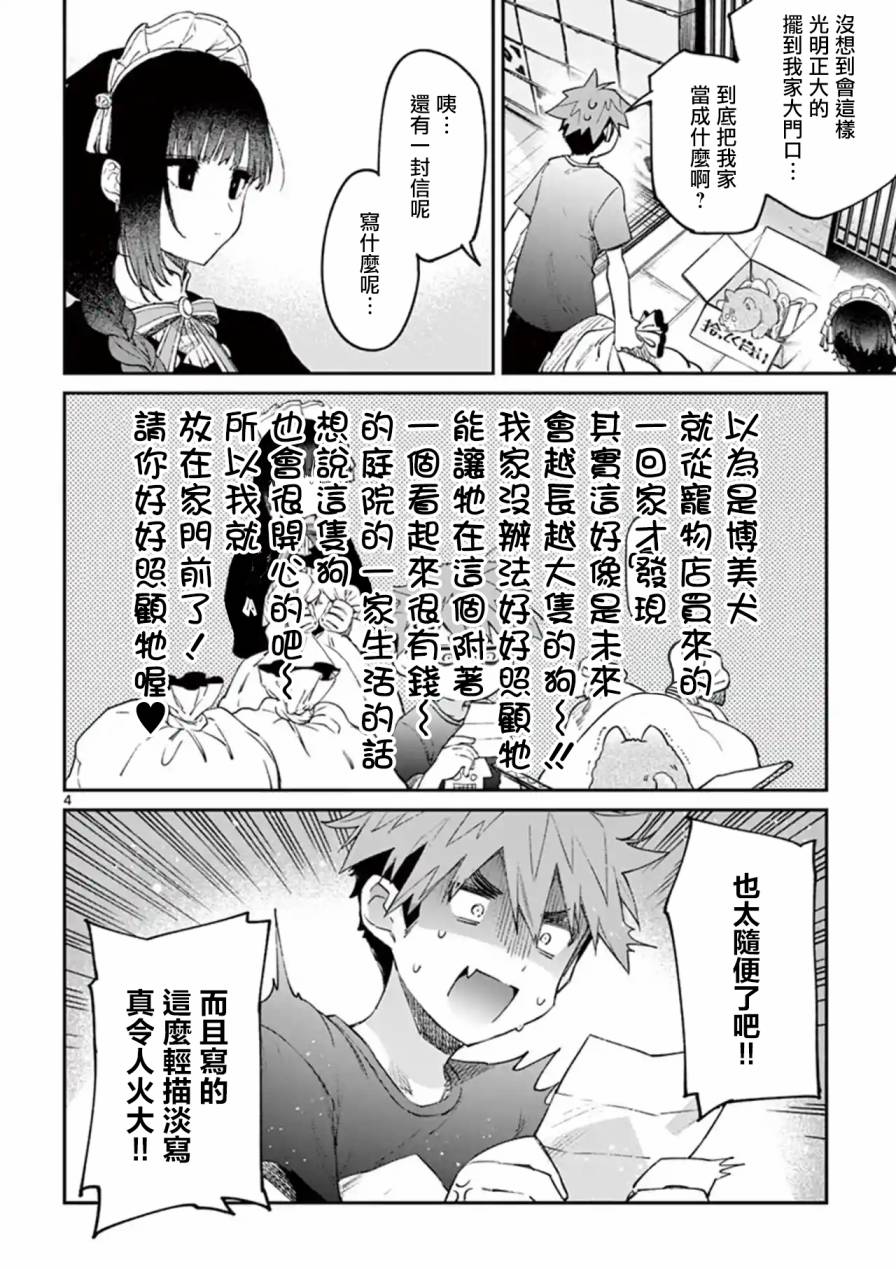 沒想到會這樣
光明正大的
擺到我家大門口…
到底把我家
當成什麼啊?
拾ってください
咦…
還有一封信呢
寫什麼呢…
以為是博美犬
就從寵物店買來的
一回家才發現
其實這好像是未來
會越長越大隻的狗~!!
我家沒辦法好好照顧牠
能讓牠在這個附著
一個看起來很有錢~
的庭院的一家生活的話
想說這隻狗
也會很開心的吧~
所以我就
放在家門前了!
請你好好照顧牠喔♥
4
也太隨便了吧!!
而且寫的
這麼輕描淡寫
真令人火大!!